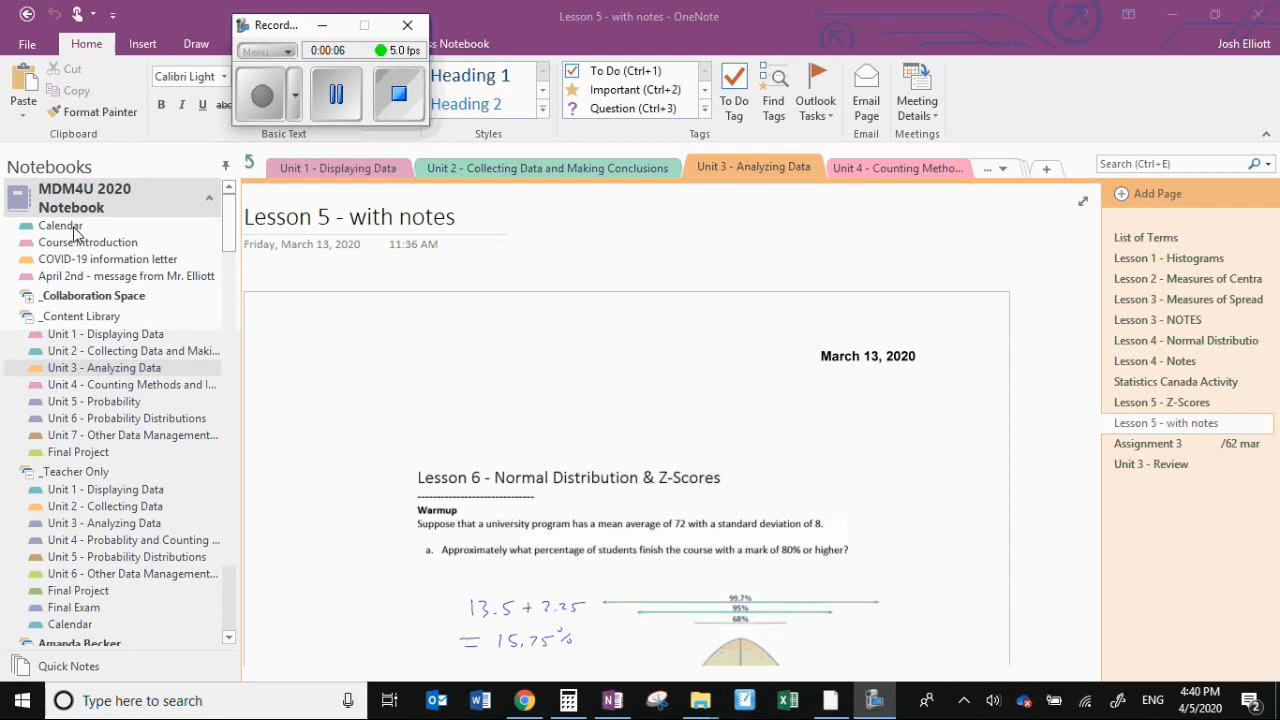 Lesson 5 - with notes - OneNote
Recor...
Menu
0:00:06
5.0 fps
File
Home
Insert
Draw
ss Notebook
Josh Elliott
Paste
Cut
Copy
Format Painter
Clipboard
Calibri Light
B I U
Basic Text
Heading 1
Heading 2
Styles
To Do (Ctrl+1)
Important (Ctrl+2)
Question (Ctrl+3)
Tags
To Do Tag
Find Tags
Outlook Tasks
Email Page
Email
Meeting Details
Meetings
Notebooks
MDM4U 2020 Notebook
Calendar
Course Introduction
COVID-19 information letter
April 2nd - message from Mr. Elliott
_Collaboration Space
_Content Library
Unit 1 - Displaying Data
Unit 2 - Collecting Data and Maki...
Unit 3 - Analyzing Data
Unit 4 - Counting Methods and I...
Unit 5 - Probability
Unit 6 - Probability Distributions
Unit 7 - Other Data Management...
Final Project
_Teacher Only
Unit 1 - Displaying Data
Unit 2 - Collecting Data
Unit 3 - Analyzing Data
Unit 4 - Probablity and Counting ...
Unit 5 - Probability Distributions
Unit 6 - Other Data Management...
Final Project
Final Exam
Calendar
Amanda Becker
Quick Notes
Unit 1 - Displaying Data
Unit 2 - Collecting Data and Making Conclusions
Unit 3 - Analyzing Data
Unit 4 - Counting Metho...
Search (Ctrl+E)
Lesson 5 - with notes
Friday, March 13, 2020 11:36 AM
March 13, 2020
Lesson 6 - Normal Distribution & Z-Scores
------------------------------
Warmup
Suppose that a university program has a mean average of 72 with a standard deviation of 8.
a. Approximately what percentage of students finish the course with a mark of 80% or higher?
13.5 + 2.25
= 15.75%
99.7%
95%
68%
Add Page
List of Terms
Lesson 1 - Histograms
Lesson 2 - Measures of Centra
Lesson 3 - Measures of Spread
Lesson 3 - NOTES
Lesson 4 - Normal Distributio
Lesson 4 - Notes
Statistics Canada Activity
Lesson 5 - Z-Scores
Lesson 5 - with notes
Assignment 3 /62 mar
Unit 3 - Review
Type here to search
ENG
4:40 PM
4/5/2020
2